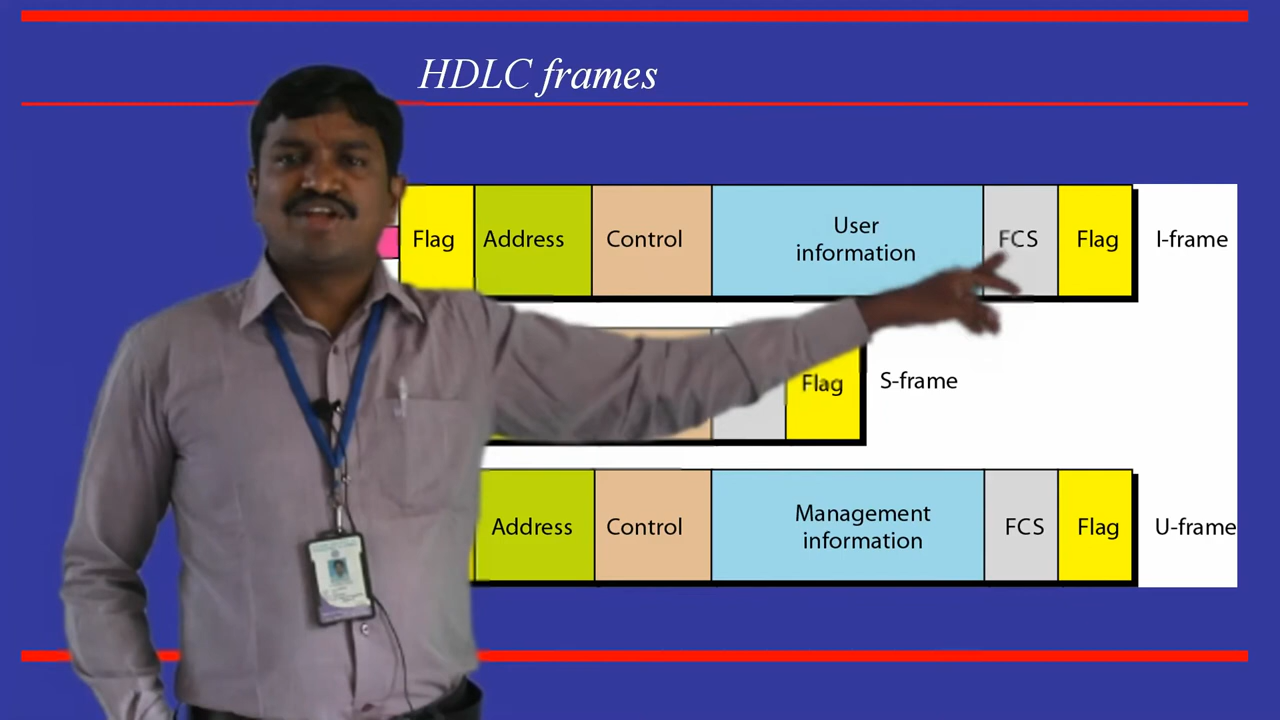 HDLC frames
Flag Address Control User information FCS Flag I-frame
Flag S-frame
Address Control Management information FCS Flag U-frame